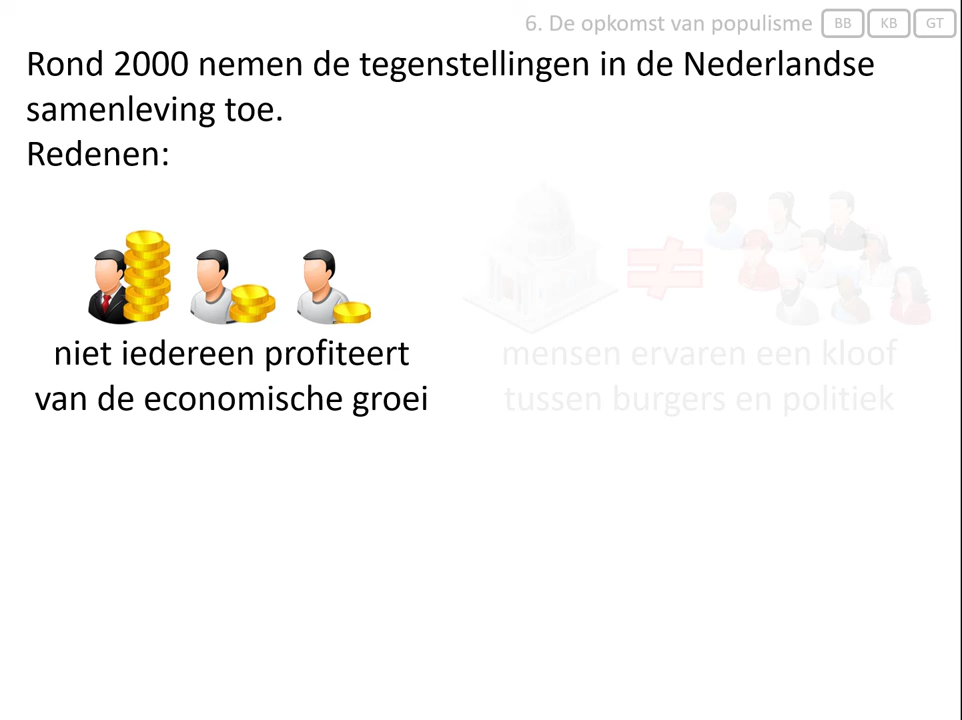 6. De opkomst van populisme BB KB GT
Rond 2000 nemen de tegenstellingen in de Nederlandse
samenleving toe.
Redenen:
niet iedereen profiteert
van de economische groei
mensen ervaren een kloof
tussen burgers en politiek